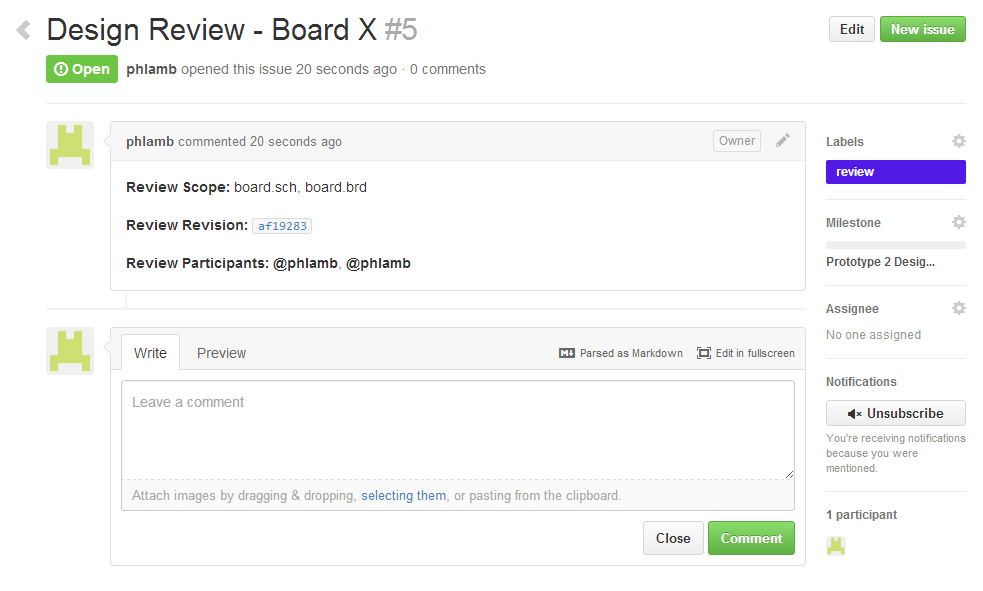 Design Review - Board X #5
Edit
New issue
Open
phlamb opened this issue 20 seconds ago · 0 comments
phlamb commented 20 seconds ago
Owner
Review Scope: board.sch, board.brd
Review Revision: af19283
Review Participants: @phlamb, @phlamb
Labels
review
Milestone
Prototype 2 Desig...
Assignee
No one assigned
Notifications
Unsubscribe
You're receiving notifications
because you were
mentioned.
1 participant
Write
Preview
Parsed as Markdown
Edit in fullscreen
Leave a comment
Attach images by dragging & dropping, selecting them, or pasting from the clipboard.
Close
Comment